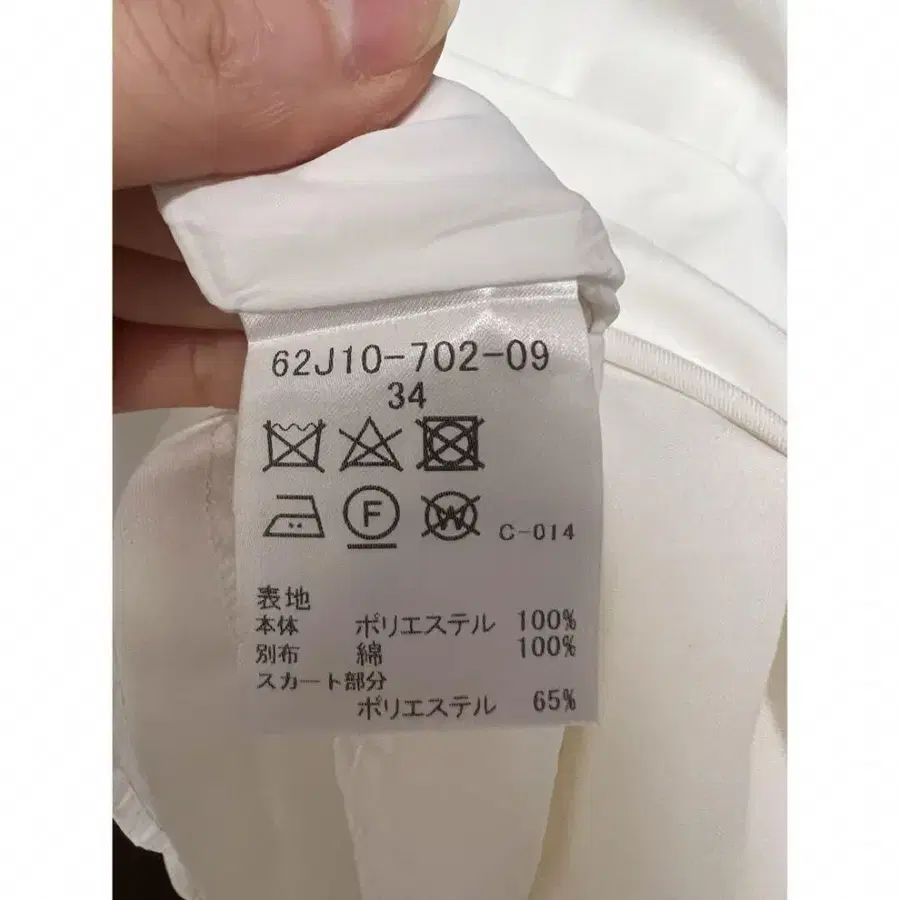 62J10-702-09
34
F
W
C-014
表地
本体 ポリエステル 100%
別布 綿 100%
スカート部分
ポリエステル 65%